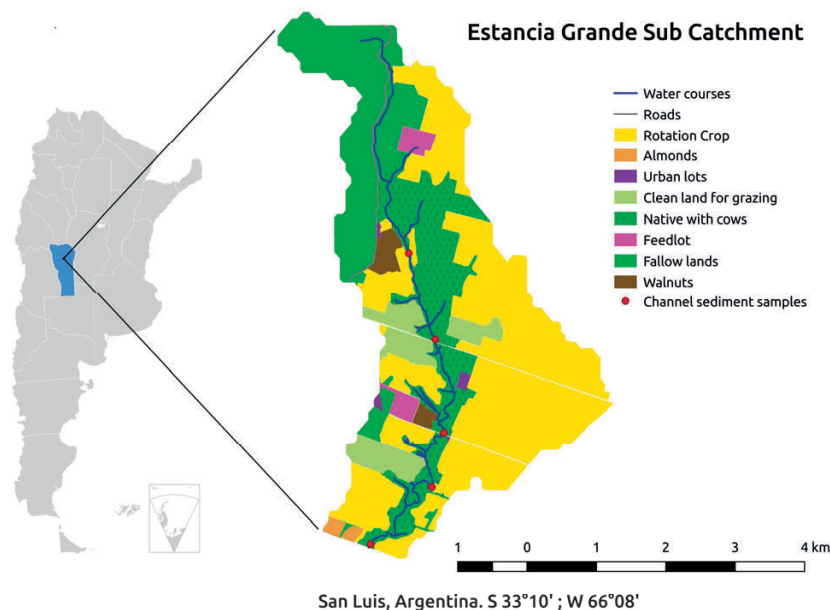 Estancia Grande Sub Catchment
Water courses
Roads
Rotation Crop
Almonds
Urban lots
Clean land for grazing
Native with cows
Feedlot
Fallow lands
Walnuts
Channel sediment samples
1 0 1 2 3 4 km
San Luis, Argentina. S 33°10' ; W 66°08'